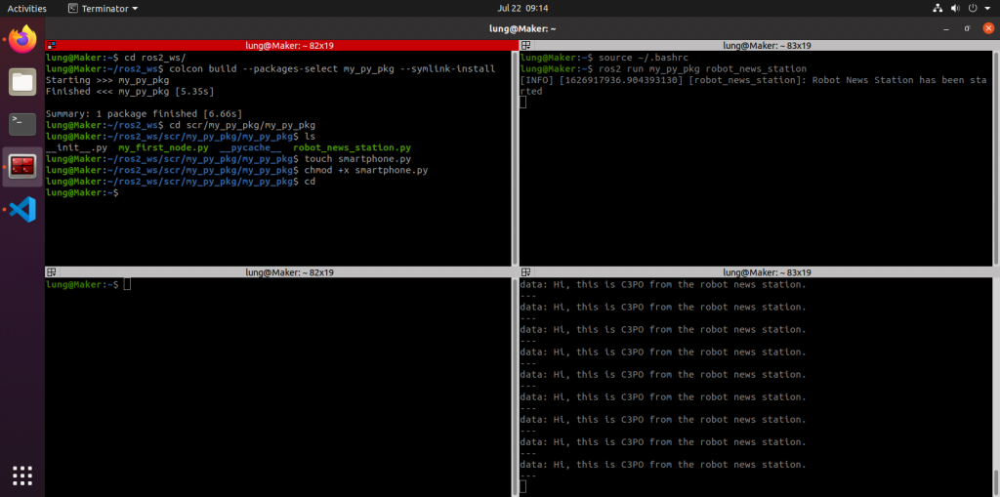 Activities
Terminator
Jul 22 09:14
lung@Maker: ~
lung@Maker: ~ 82x19
lung@Maker:~$ cd ros2_ws/
lung@Maker:~/ros2_ws$ colcon build --packages-select my_py_pkg --symlink-install
Starting >>> my_py_pkg
Finished <<< my_py_pkg [5.35s]
Summary: 1 package finished [6.66s]
lung@Maker:~/ros2_ws$ cd scr/my_py_pkg/my_py_pkg
lung@Maker:~/ros2_ws/scr/my_py_pkg/my_py_pkg$ ls
__init__.py my_first_node.py __pycache__ robot_news_station.py
lung@Maker:~/ros2_ws/scr/my_py_pkg/my_py_pkg$ touch smartphone.py
lung@Maker:~/ros2_ws/scr/my_py_pkg/my_py_pkg$ chmod +x smartphone.py
lung@Maker:~/ros2_ws/scr/my_py_pkg/my_py_pkg$ cd
lung@Maker:~$
lung@Maker: ~ 83x19
lung@Maker:~$ source ~/.bashrc
lung@Maker:~$ ros2 run my_py_pkg robot_news_station
[INFO] [1626917936.904393130] [robot_news_station]: Robot News Station has been sta
rted
lung@Maker: ~ 82x19
lung@Maker:~$
lung@Maker: ~ 83x19
data: Hi, this is C3PO from the robot news station.
---
data: Hi, this is C3PO from the robot news station.
---
data: Hi, this is C3PO from the robot news station.
---
data: Hi, this is C3PO from the robot news station.
---
data: Hi, this is C3PO from the robot news station.
---
data: Hi, this is C3PO from the robot news station.
---
data: Hi, this is C3PO from the robot news station.
---
data: Hi, this is C3PO from the robot news station.
---
data: Hi, this is C3PO from the robot news station.
---